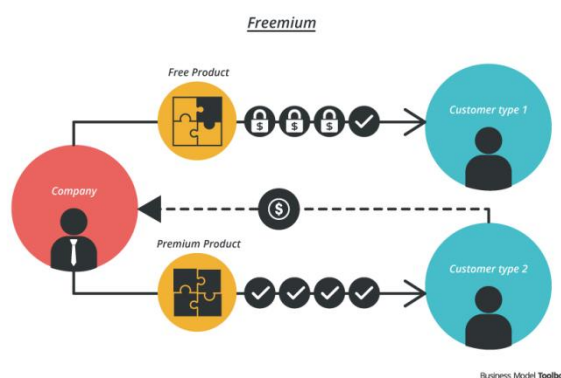 Freemium
Free Product
$ $ $
Customer type 1
Company
$
Premium Product
Customer type 2
Business Model